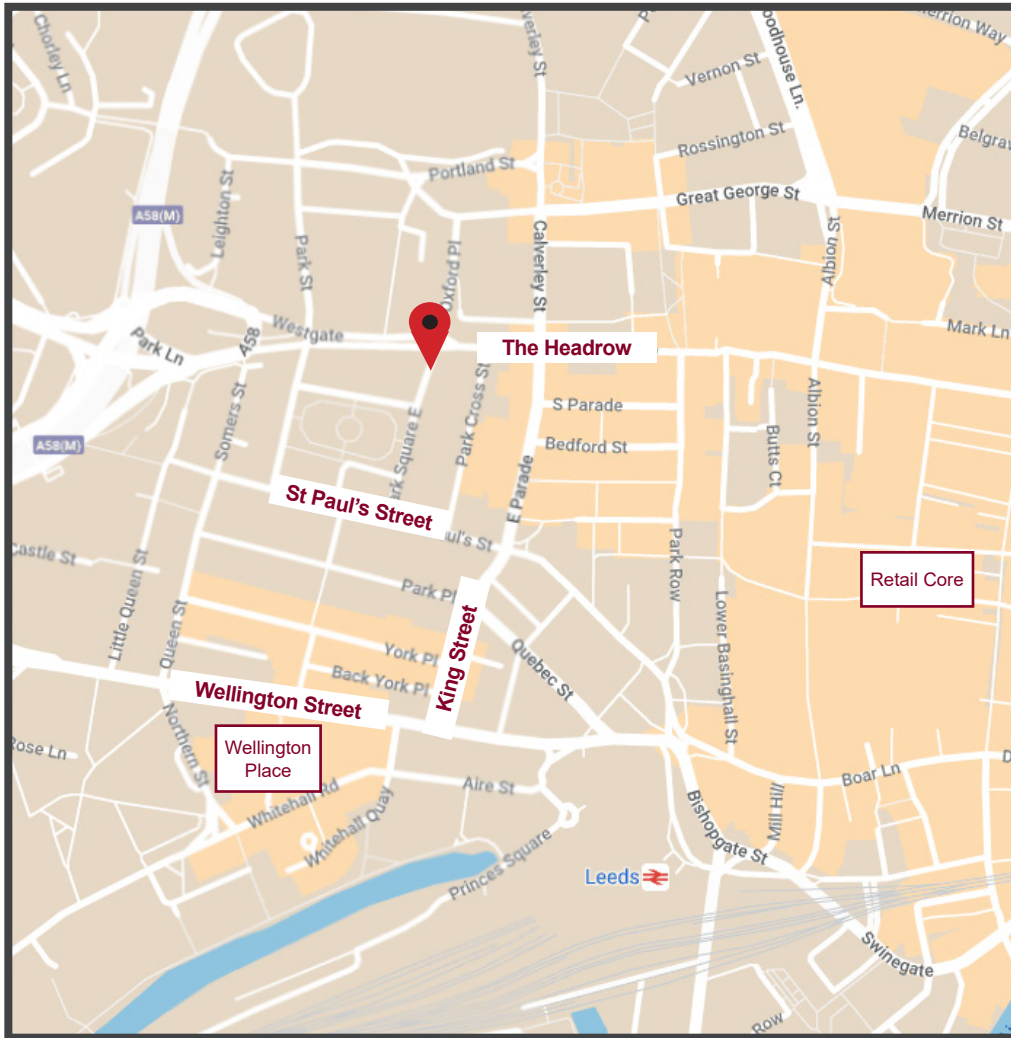 Chorley Ln
averley St
Merrion Way
oodhouse Ln.
Vernon St
Rossington St
Belgrav
Portland St
Great George St
Merrion St
A58(M)
Leighton St
Park St
Calverley St
Albion St
Oxford Pl
Westgate
Park Ln
A58
The Headrow
Mark Ln
S Parade
Albion St
Somers St
Park Cross St
ark Square E
Bedford St
Butts Ct
A58(M)
E Parade
St Paul's Street
ul's St
Castle St
Park Row
Retail Core
Little Queen St
Queen St
Park Pl
Lower Basinghall St
King Street
York Pl
Quebec St
Back York Pl
Wellington Street
Northern St
Rose Ln
Wellington
Place
Boar Ln
D
Aire St
Whitehall Rd
Whitehall Quay
Mill Hill
Bishopgate St
Princes Square
Leeds
Swinegate
Row